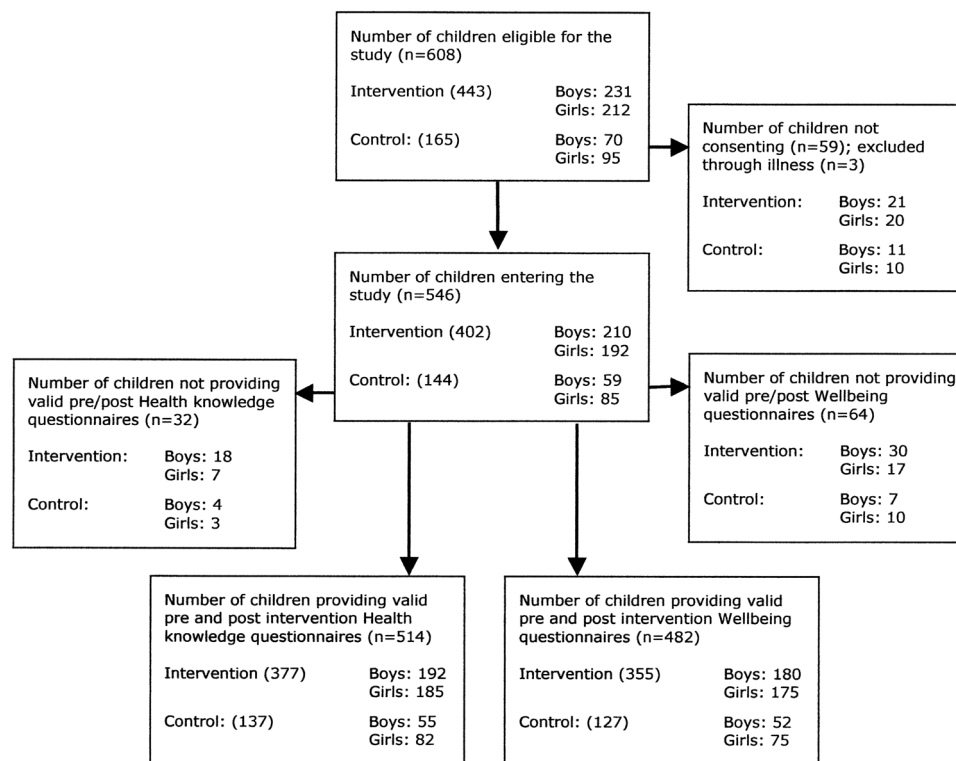 Number of children eligible for the
study (n=608)
Intervention (443) Boys: 231
Girls: 212
Control: (165) Boys: 70
Girls: 95
Number of children not
consenting (n=59); excluded
through illness (n=3)
Intervention: Boys: 21
Girls: 20
Control: Boys: 11
Girls: 10
Number of children entering the
study (n=546)
Intervention (402) Boys: 210
Girls: 192
Control: (144) Boys: 59
Girls: 85
Number of children not providing
valid pre/post Health knowledge
questionnaires (n=32)
Intervention: Boys: 18
Girls: 7
Control: Boys: 4
Girls: 3
Number of children not providing
valid pre/post Wellbeing
questionnaires (n=64)
Intervention: Boys: 30
Girls: 17
Control: Boys: 7
Girls: 10
Number of children providing valid
pre and post intervention Health
knowledge questionnaires (n=514)
Intervention (377) Boys: 192
Girls: 185
Control: (137) Boys: 55
Girls: 82
Number of children providing valid
pre and post intervention Wellbeing
questionnaires (n=482)
Intervention (355) Boys: 180
Girls: 175
Control: (127) Boys: 52
Girls: 75